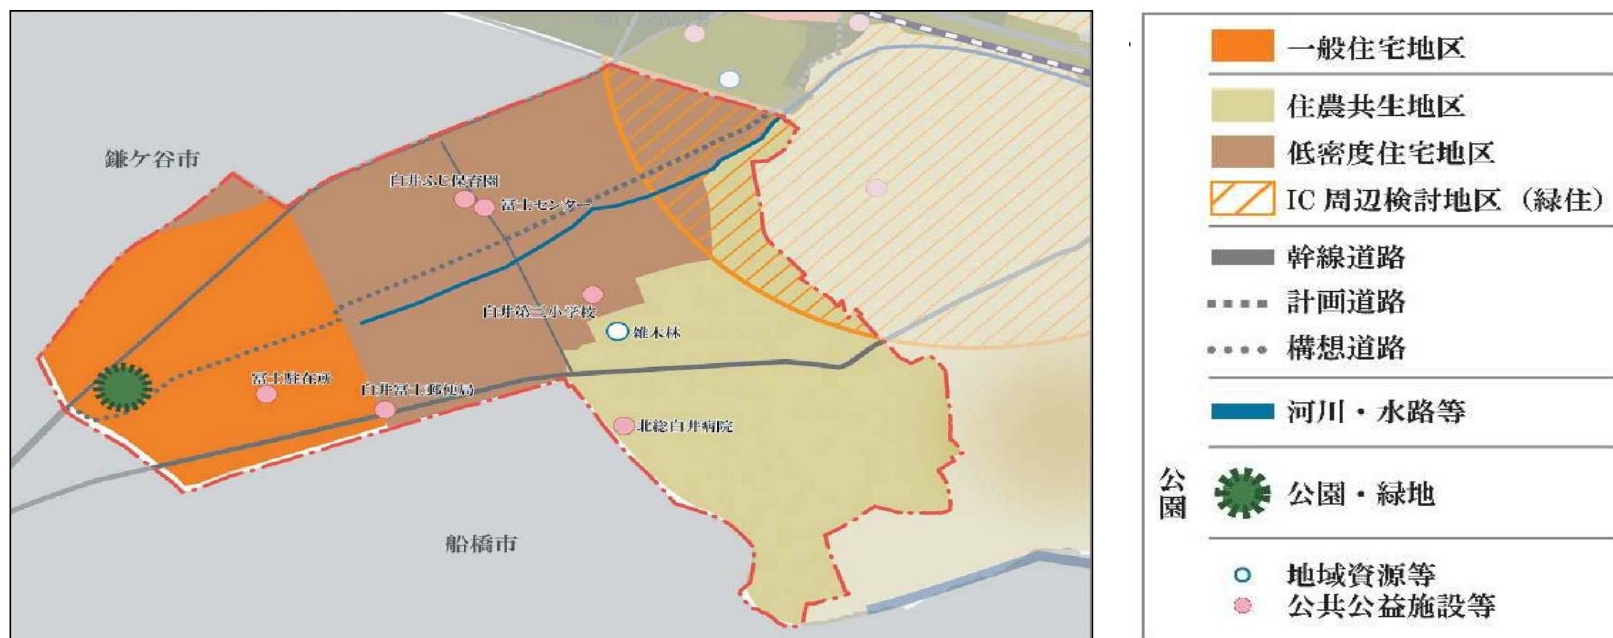 鎌ケ谷市
白井ふじ保育園
冨士センター
白井第三小学校
雑木林
冨士駐在所
白井冨士郵便局
北総白井病院
船橋市
一般住宅地区
住農共生地区
低密度住宅地区
IC 周辺検討地区（緑住）
幹線道路
計画道路
構想道路
河川・水路等
公園
公園・緑地
地域資源等
公共公益施設等